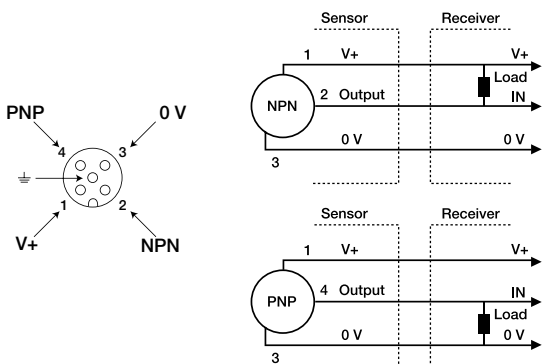 PNP
0 V
4
3
1
2
V+
NPN
Sensor
Receiver
1
V+
V+
Load
NPN
2
Output
IN
0 V
0 V
3
Sensor
Receiver
1
V+
V+
PNP
4
Output
IN
Load
0 V
0 V
3